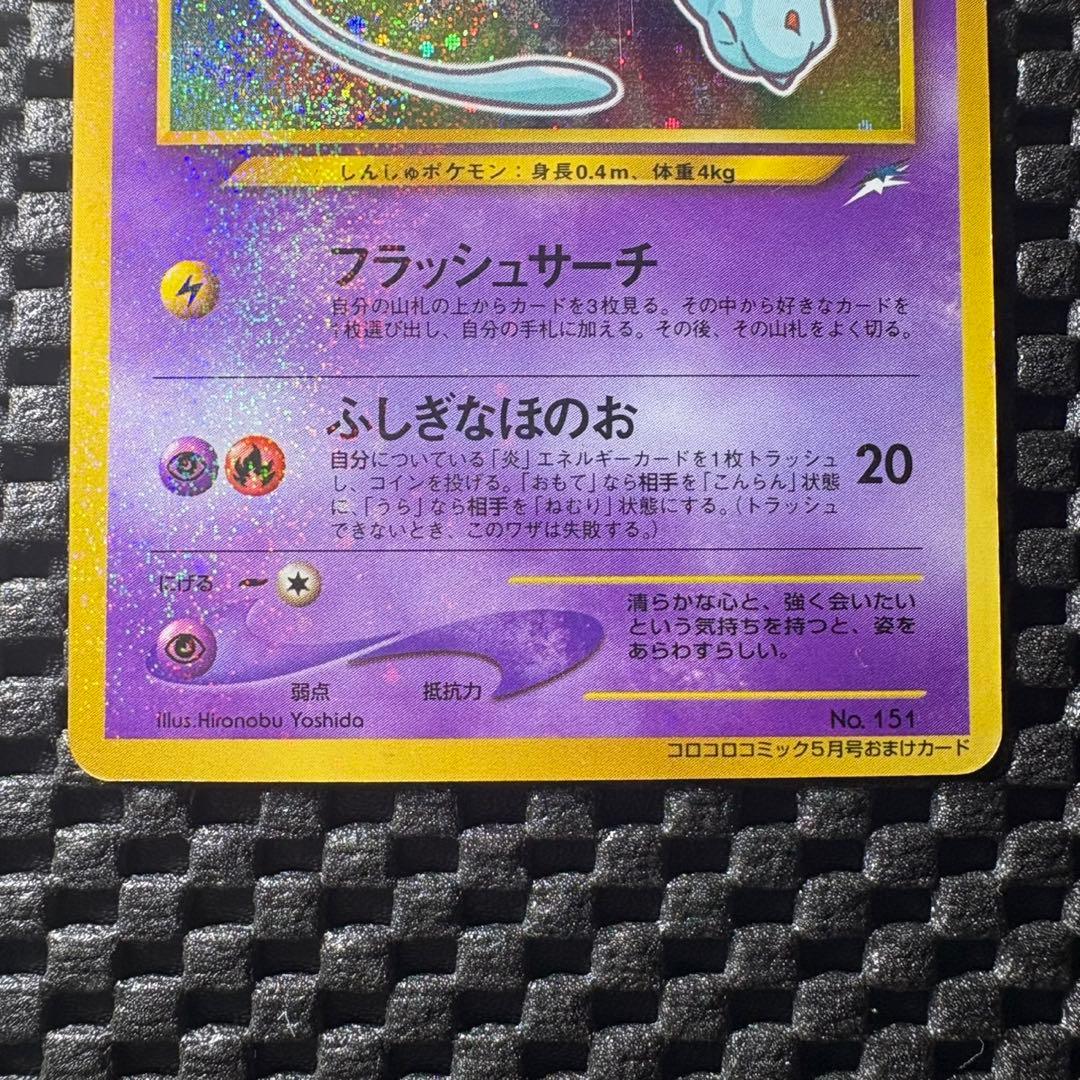 しんしゅポケモン：身長0.4m、体重4kg
フラッシュサーチ
自分の山札の上からカードを3枚見る。その中から好きなカードを
1枚選び出し、自分の手札に加える。その後、その山札をよく切る。
ふしぎなほのお
20
自分についている「炎」エネルギーカードを1枚トラッシュ
し、コインを投げる。「おもて」なら相手を「こんらん」状態
に、「うら」なら相手を「ねむり」状態にする。（トラッシュ
できないとき、このワザは失敗する。）
にげる
清らかな心と、強く会いたい
という気持ちを持つと、姿を
あらわすらしい。
弱点 抵抗力
Illus.Hironobu Yoshida
No. 151
コロコロコミック5月号おまけカード